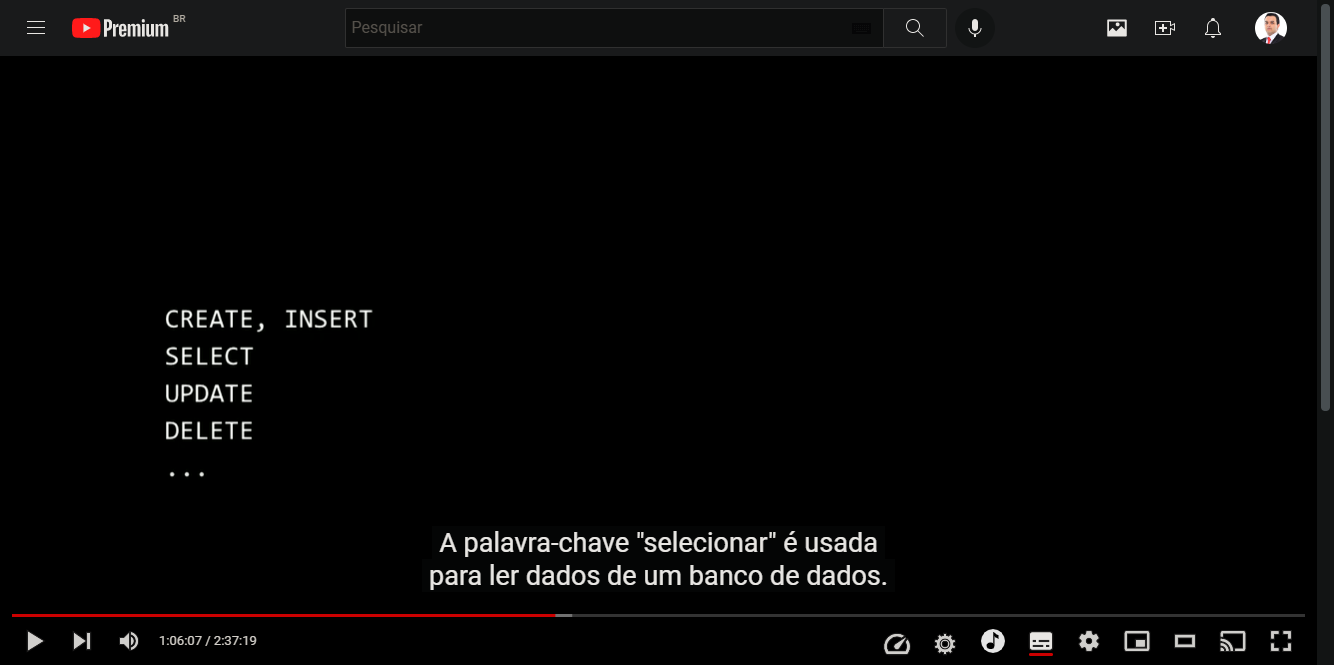 Premium BR
Pesquisar
CREATE, INSERT
SELECT
UPDATE
DELETE
...
A palavra-chave "selecionar" é usada
para ler dados de um banco de dados.
1:06:07 / 2:37:19